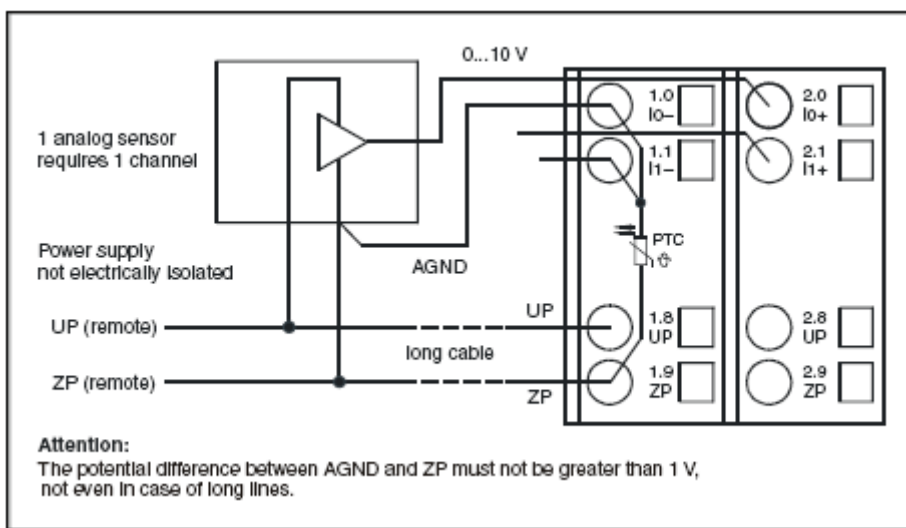 0...10 V
1 analog sensor
requires 1 channel
1.0
I0–
2.0
I0+
1.1
I1–
2.1
I1+
Power supply
not electrically isolated
AGND
PTC
ϑ
UP (remote)
long cable
UP
1.8
UP
2.8
UP
ZP (remote)
ZP
1.9
ZP
2.9
ZP
Attention:
The potential difference between AGND and ZP must not be greater than 1 V,
not even in case of long lines.